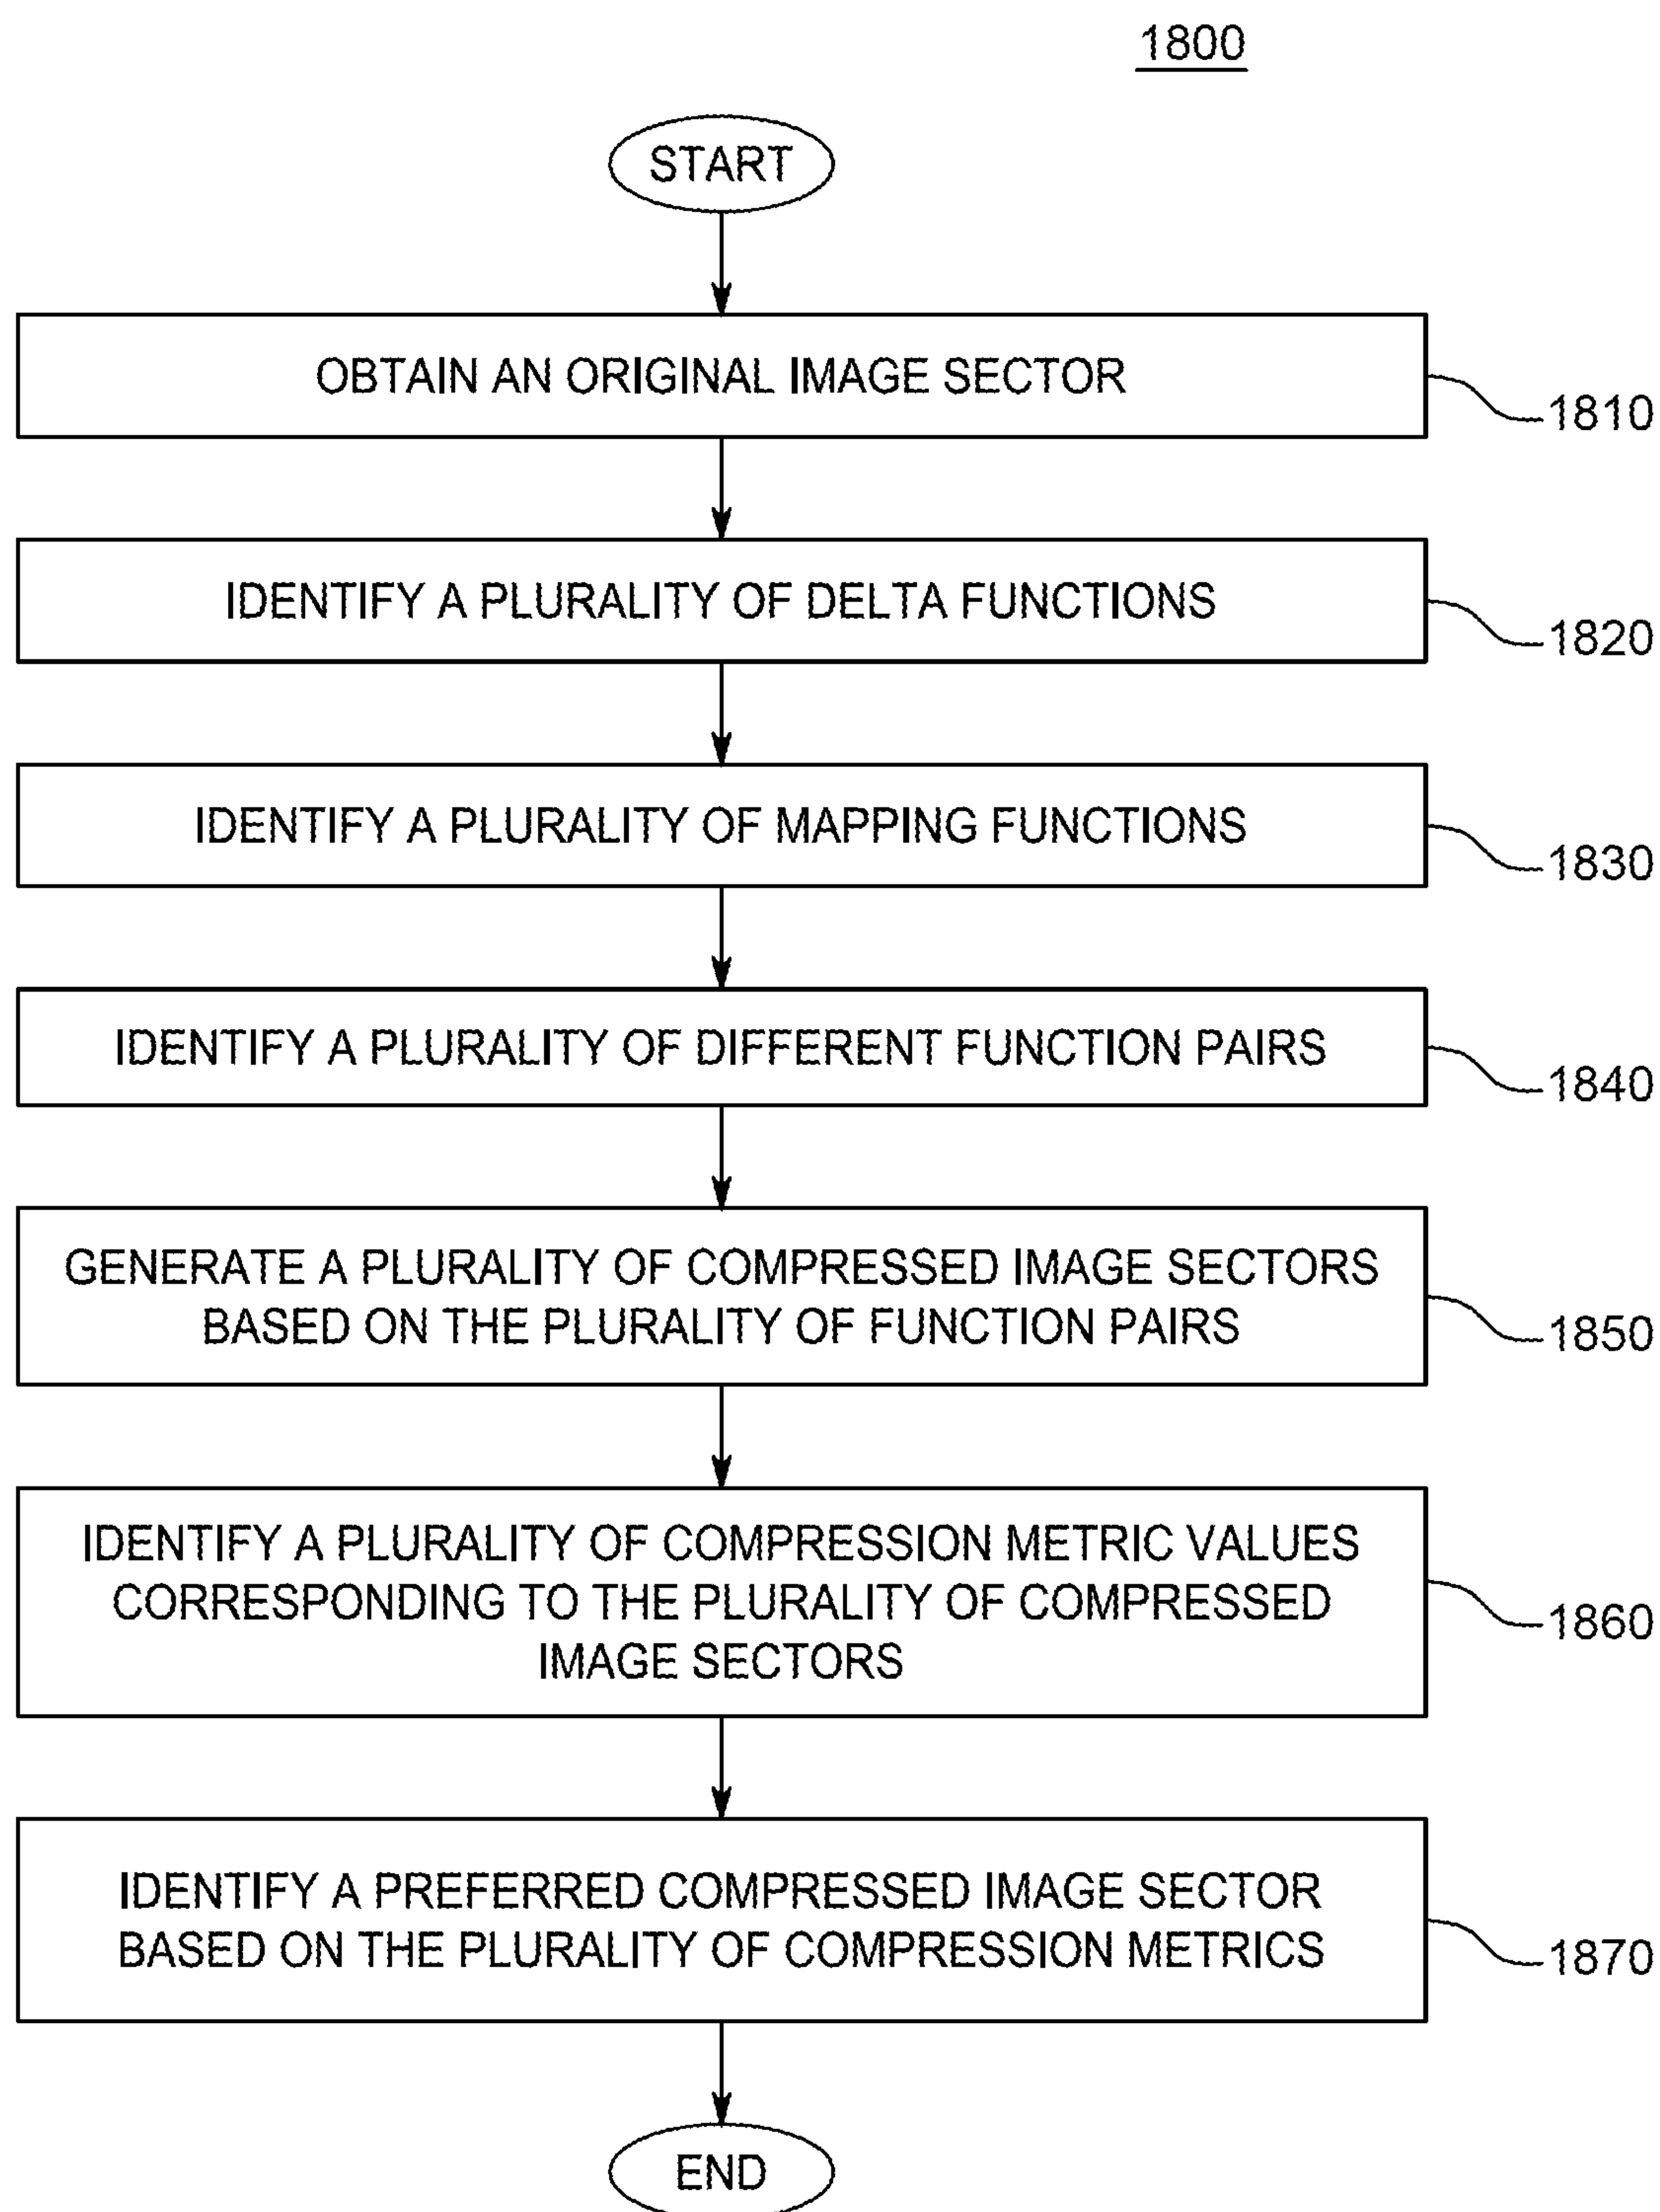 1800
START
OBTAIN AN ORIGINAL IMAGE SECTOR
1810
IDENTIFY A PLURALITY OF DELTA FUNCTIONS
1820
IDENTIFY A PLURALITY OF MAPPING FUNCTIONS
1830
IDENTIFY A PLURALITY OF DIFFERENT FUNCTION PAIRS
1840
GENERATE A PLURALITY OF COMPRESSED IMAGE SECTORS
BASED ON THE PLURALITY OF FUNCTION PAIRS
1850
IDENTIFY A PLURALITY OF COMPRESSION METRIC VALUES
CORRESPONDING TO THE PLURALITY OF COMPRESSED
IMAGE SECTORS
1860
IDENTIFY A PREFERRED COMPRESSED IMAGE SECTOR
BASED ON THE PLURALITY OF COMPRESSION METRICS
1870
END